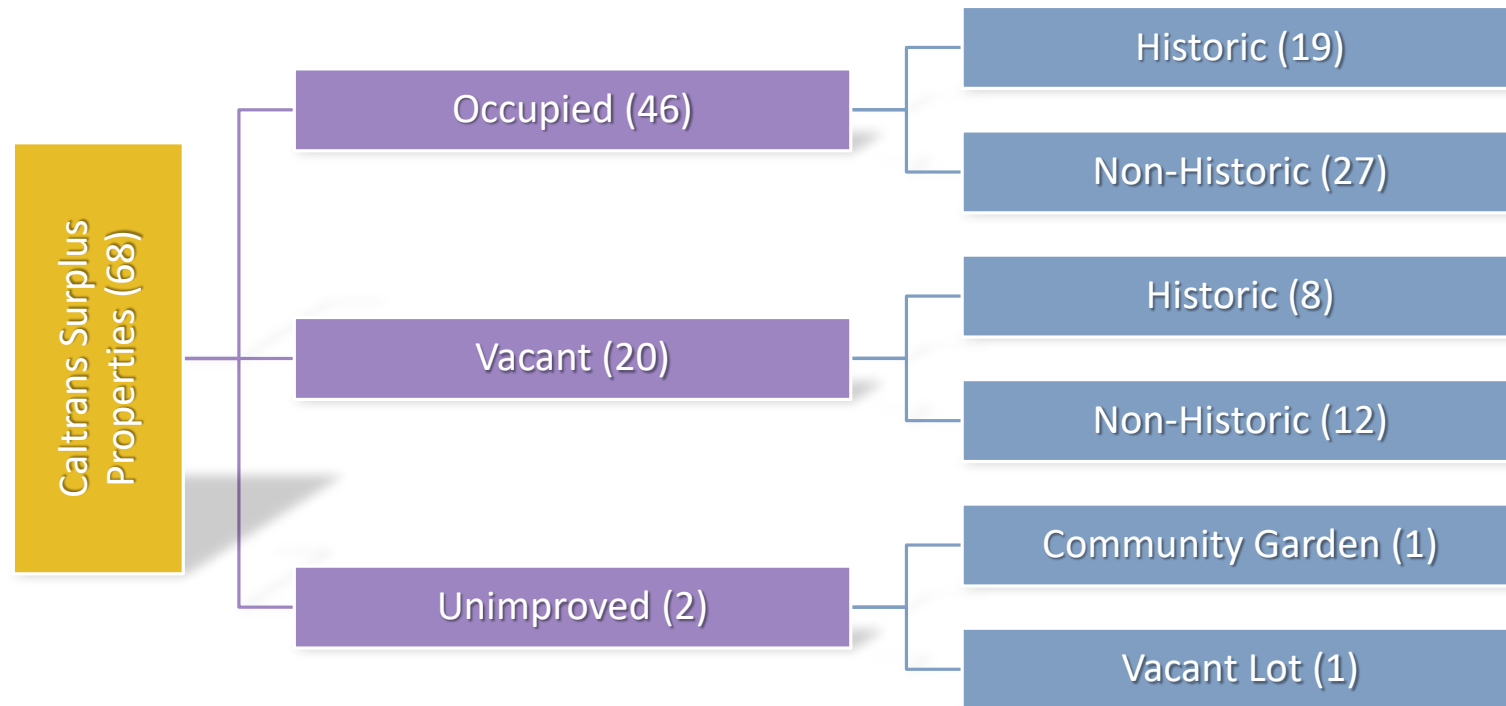 Caltrans Surplus
Properties (68)
Occupied (46)
Historic (19)
Non-Historic (27)
Vacant (20)
Historic (8)
Non-Historic (12)
Unimproved (2)
Community Garden (1)
Vacant Lot (1)